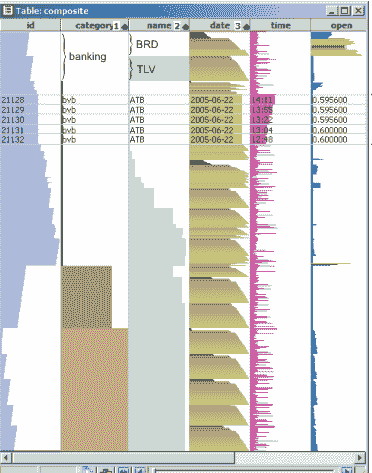 Table: composite
id category 1 name 2 date 3 time open
banking BRD
TLV
21128 bvb ATB 2005-06-22 14:11 0.595600
21129 bvb ATB 2005-06-22 13:55 0.595600
21130 bvb ATB 2005-06-22 13:22 0.595600
21131 bvb ATB 2005-06-22 13:04 0.600000
21132 bvb ATB 2005-06-22 0.600000